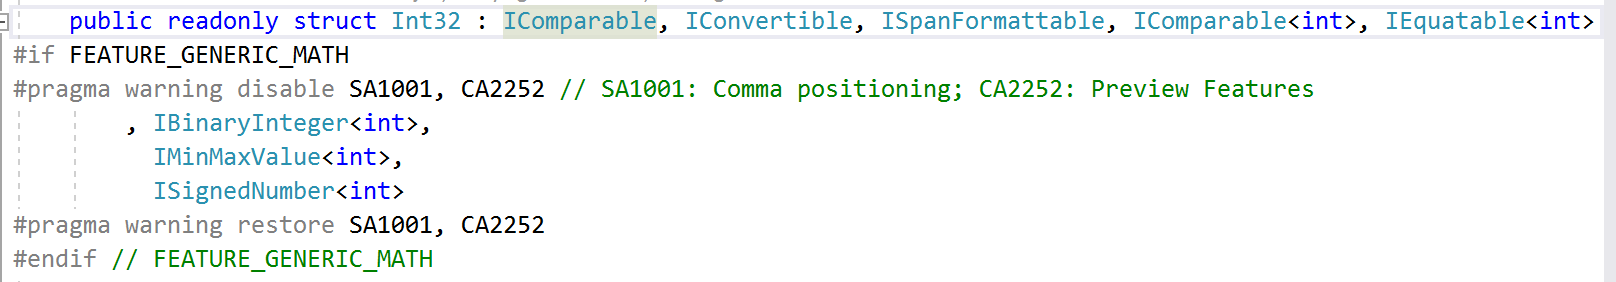 public readonly struct Int32 : IComparable, IConvertible, ISpanFormattable, IComparable<int>, IEquatable<int>
#if FEATURE_GENERIC_MATH
#pragma warning disable SA1001, CA2252 // SA1001: Comma positioning; CA2252: Preview Features
, IBinaryInteger<int>,
IMinMaxValue<int>,
ISignedNumber<int>
#pragma warning restore SA1001, CA2252
#endif // FEATURE_GENERIC_MATH